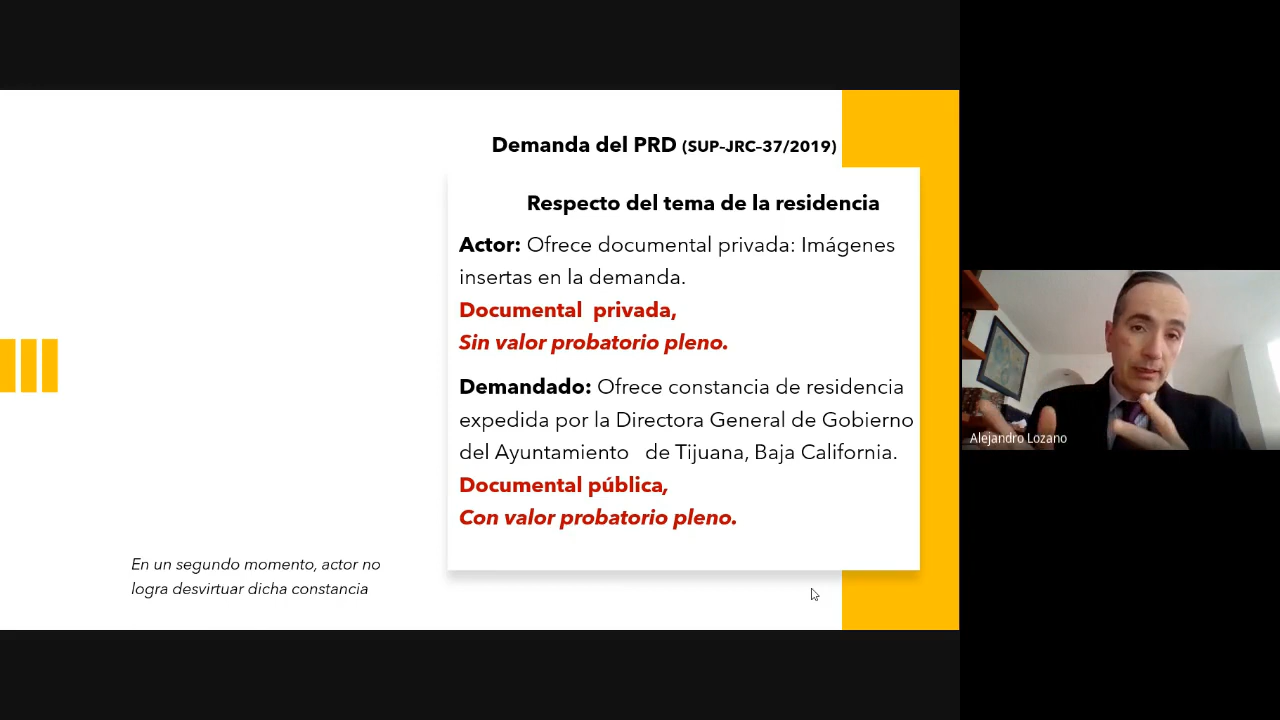 Demanda del PRD (SUP-JRC-37/2019)
Respecto del tema de la residencia
Actor: Ofrece documental privada: Imágenes
insertas en la demanda.
Documental privada,
Sin valor probatorio pleno.
Demandado: Ofrece constancia de residencia
expedida por la Directora General de Gobierno
del Ayuntamiento de Tijuana, Baja California.
Documental pública,
Con valor probatorio pleno.
En un segundo momento, actor no
logra desvirtuar dicha constancia
Alejandro Lozano